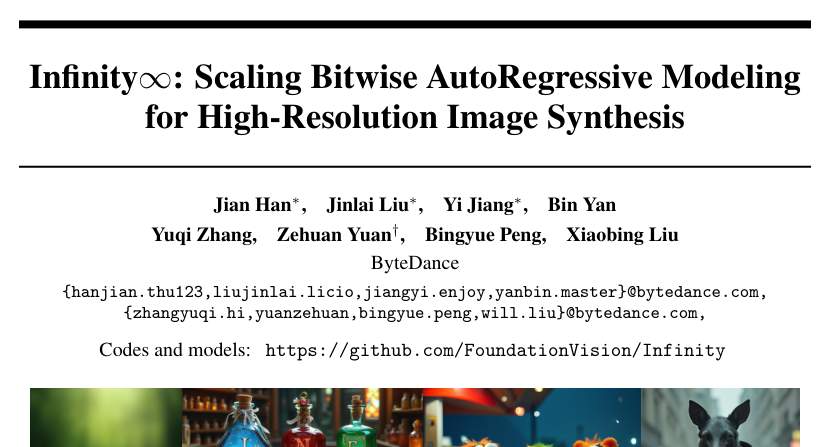 Infinity∞: Scaling Bitwise AutoRegressive Modeling
for High-Resolution Image Synthesis
Jian Han*, Jinlai Liu*, Yi Jiang*, Bin Yan
Yuqi Zhang, Zehuan Yuan†, Bingyue Peng, Xiaobing Liu
ByteDance
{hanjian.thu123,liujinlai.licio,jiangyi.enjoy,yanbin.master}@bytedance.com,
{zhangyuqi.hi,yuanzehuan,bingyue.peng,will.liu}@bytedance.com,
Codes and models: https://github.com/FoundationVision/Infinity